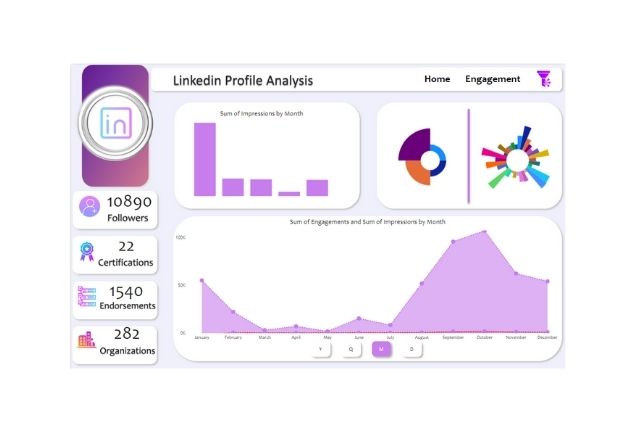 Linkedin Profile Analysis
Home
Engagement
in
Sum of Impressions by Month
10890
Followers
22
Certifications
1540
Endorsements
282
Organizations
Sum of Engagements and Sum of Impressions by Month
100K
50K
0K
January
February
March
April
May
June
July
August
September
October
November
December
Y
Q
M
D